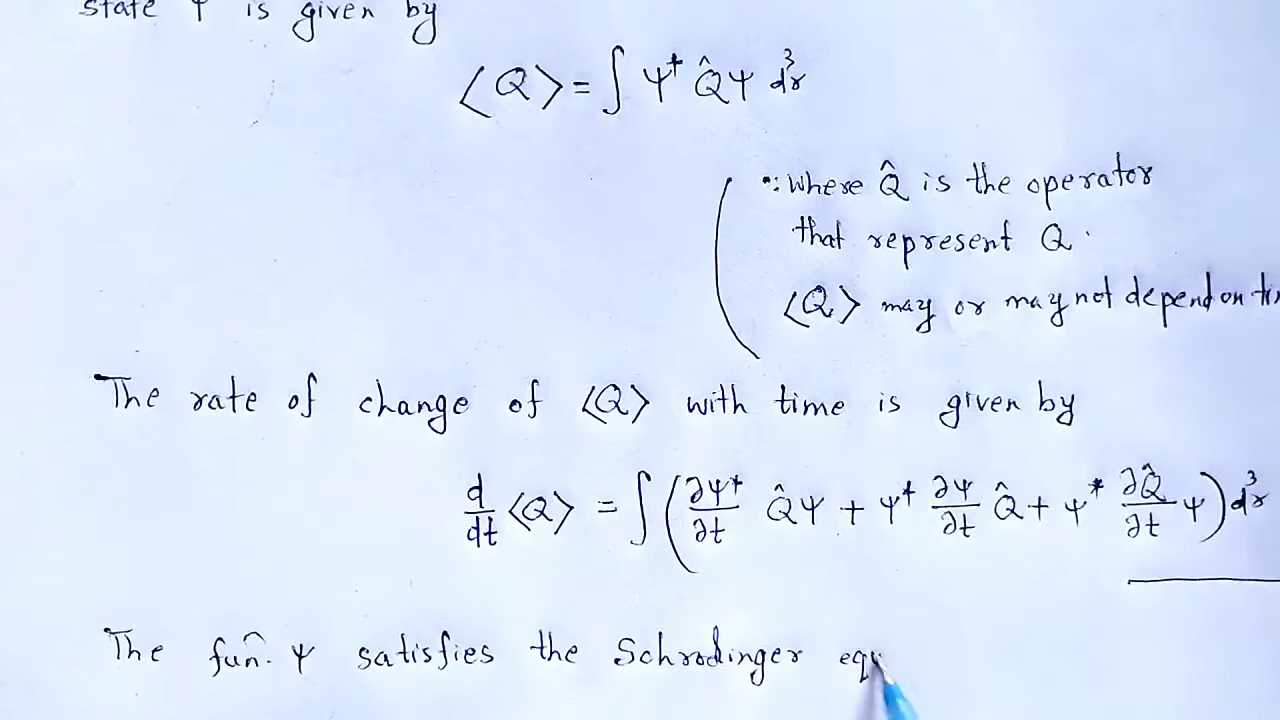 state ψ is given by
⟨Q⟩ = ∫ ψ* Q̂ ψ d³r
∵ where Q̂ is the operator
that represent Q.
⟨Q⟩ may or may not depend on
The rate of change of ⟨Q⟩ with time is given by
d/dt ⟨Q⟩ = ∫ ( ∂ψ*/∂t Q̂ψ + ψ* ∂ψ/∂t Q̂ + ψ* ∂Q̂/∂t ψ ) d³r
The fun̂. ψ satisfies the Schrodinger equ